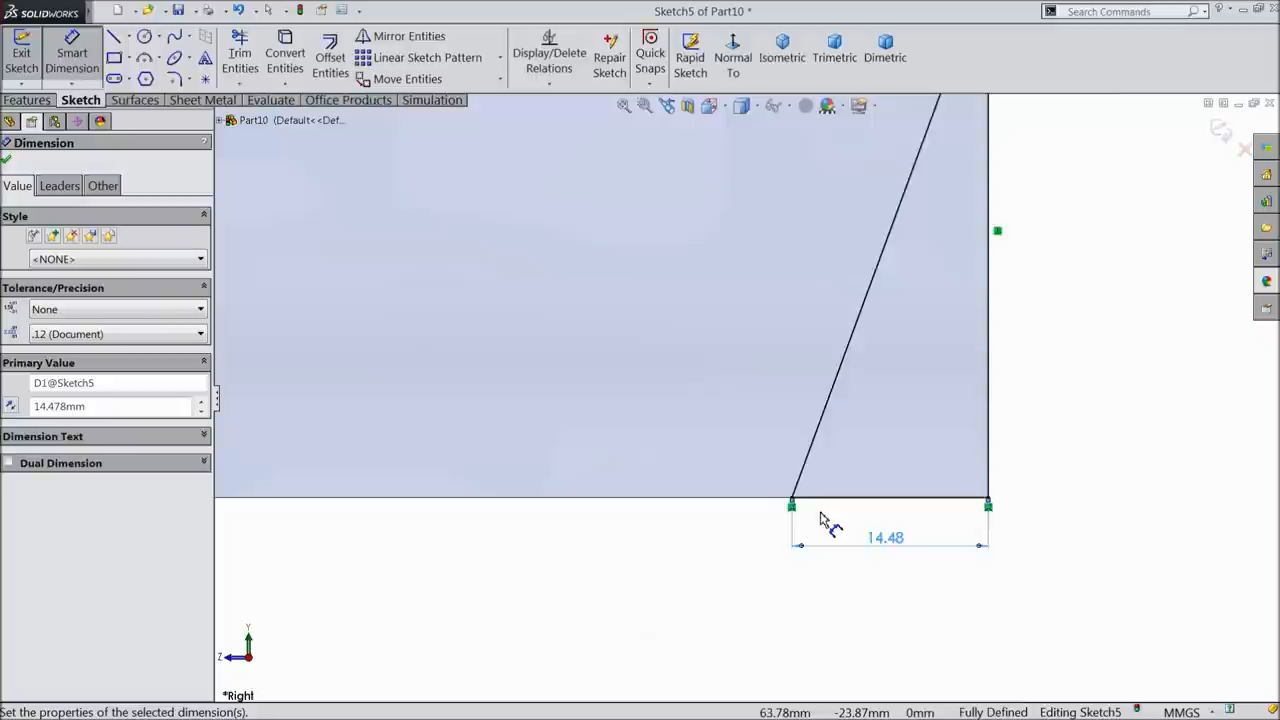 SOLIDWORKS
Sketch5 of Part10 *
Search Commands
Exit Sketch
Smart Dimension
Trim Entities
Convert Entities
Offset Entities
Mirror Entities
Linear Sketch Pattern
Move Entities
Display/Delete Relations
Repair Sketch
Quick Snaps
Rapid Sketch
Normal To
Isometric
Trimetric
Dimetric
Features
Sketch
Surfaces
Sheet Metal
Evaluate
Office Products
Simulation
Part10 (Default<<Def...
Dimension
?
Value
Leaders
Other
Style
<NONE>
Tolerance/Precision
None
.12 (Document)
Primary Value
D1@Sketch5
14.478mm
Dimension Text
Dual Dimension
14.48
Y
Z
*Right
Set the properties of the selected dimension(s).
63.78mm
-23.87mm
0mm
Fully Defined
Editing Sketch5
MMGS